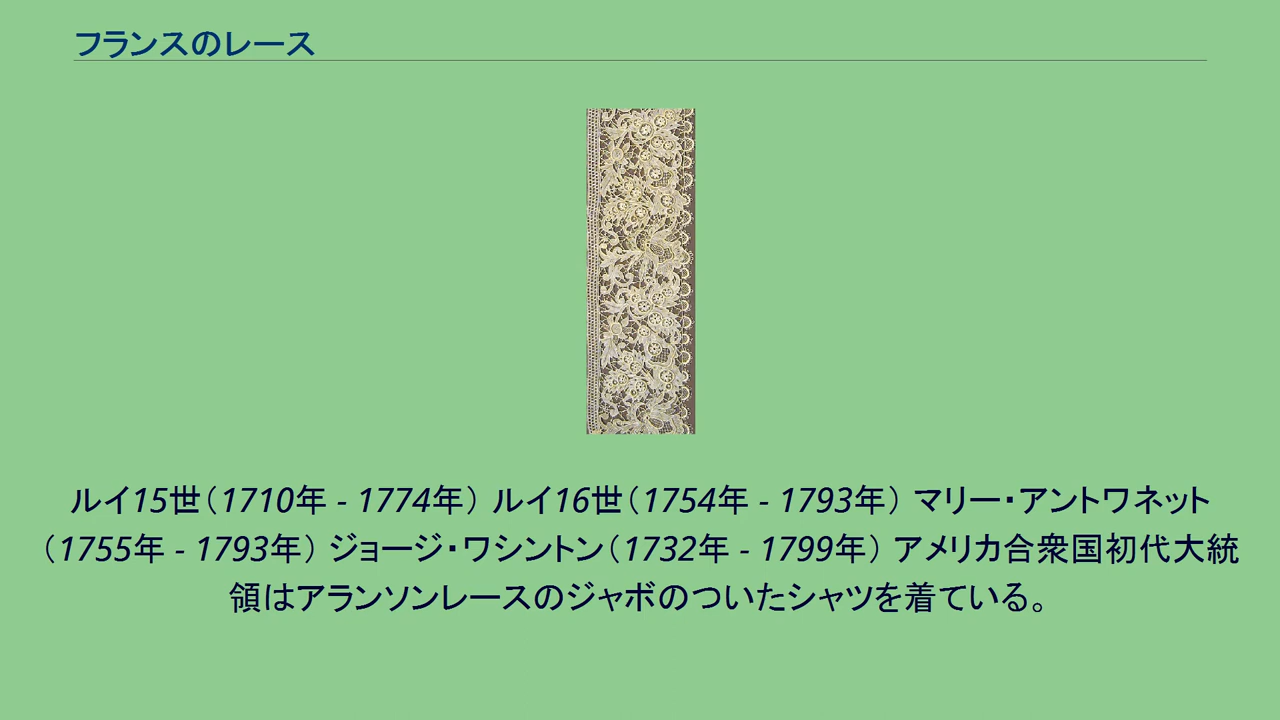 フランスのレース
ルイ15世（1710年 - 1774年） ルイ16世（1754年 - 1793年） マリー・アントワネット
（1755年 - 1793年） ジョージ・ワシントン（1732年 - 1799年） アメリカ合衆国初代大統
領はアランソンレースのジャボのついたシャツを着ている。